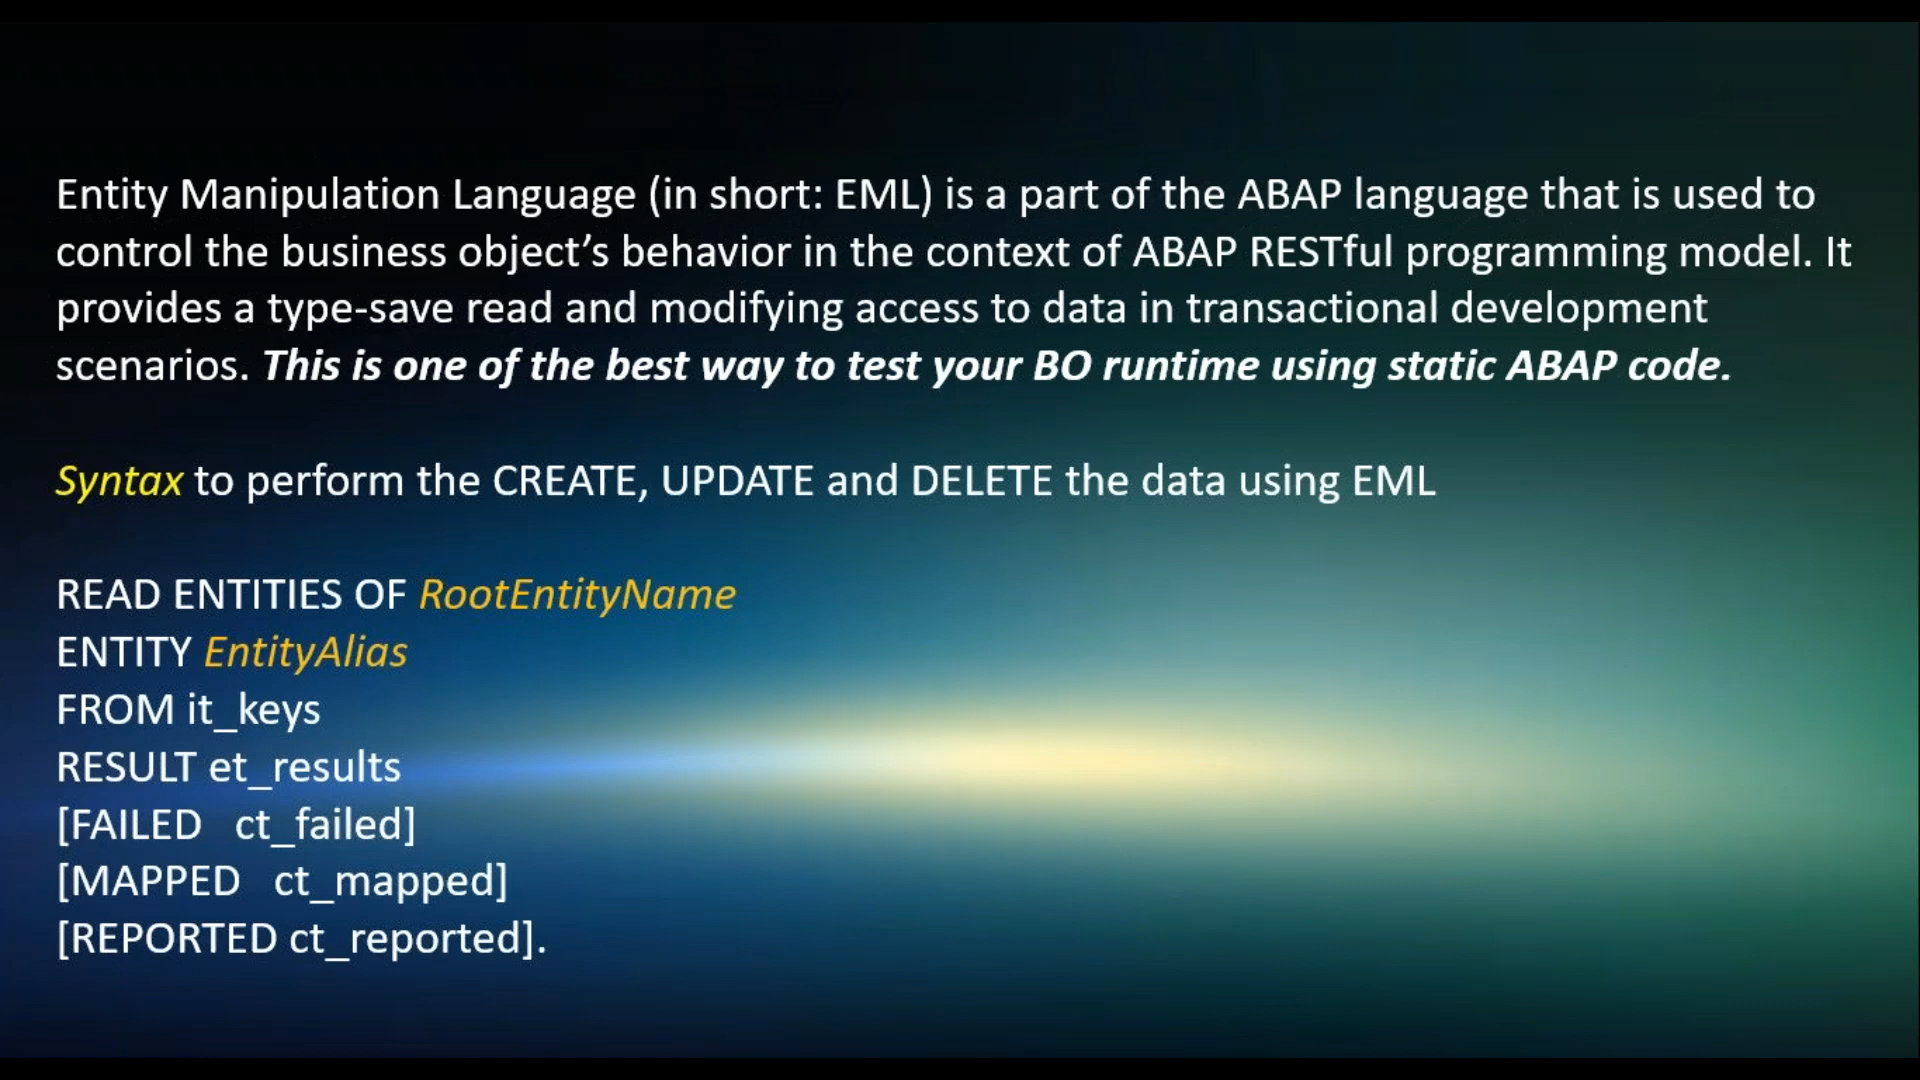 Entity Manipulation Language (in short: EML) is a part of the ABAP language that is used to
control the business object’s behavior in the context of ABAP RESTful programming model. It
provides a type-save read and modifying access to data in transactional development
scenarios. This is one of the best way to test your BO runtime using static ABAP code.
Syntax to perform the CREATE, UPDATE and DELETE the data using EML
READ ENTITIES OF RootEntityName
ENTITY EntityAlias
FROM it_keys
RESULT et_results
[FAILED ct_failed]
[MAPPED ct_mapped]
[REPORTED ct_reported].